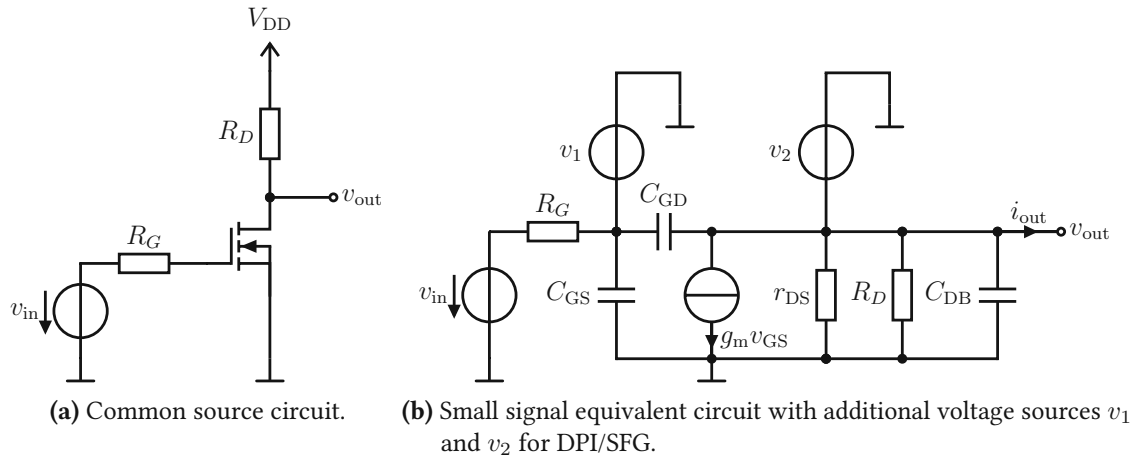 V_DD
R_D
v_out
R_G
v_in
(a) Common source circuit.
v_1
v_2
C_GD
R_G
i_out
v_out
v_in
C_GS
r_DS
R_D
C_DB
g_m v_GS
(b) Small signal equivalent circuit with additional voltage sources v_1
and v_2 for DPI/SFG.